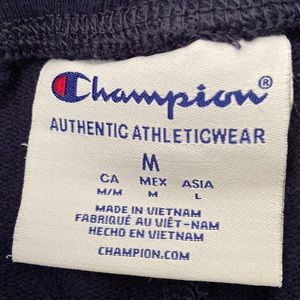 Champion®
AUTHENTIC ATHLETICWEAR
M
CA MEX ASIA
M/M M L
MADE IN VIETNAM
FABRIQUÉ AU VIÊT-NAM
HECHO EN VIETNAM
CHAMPION.COM